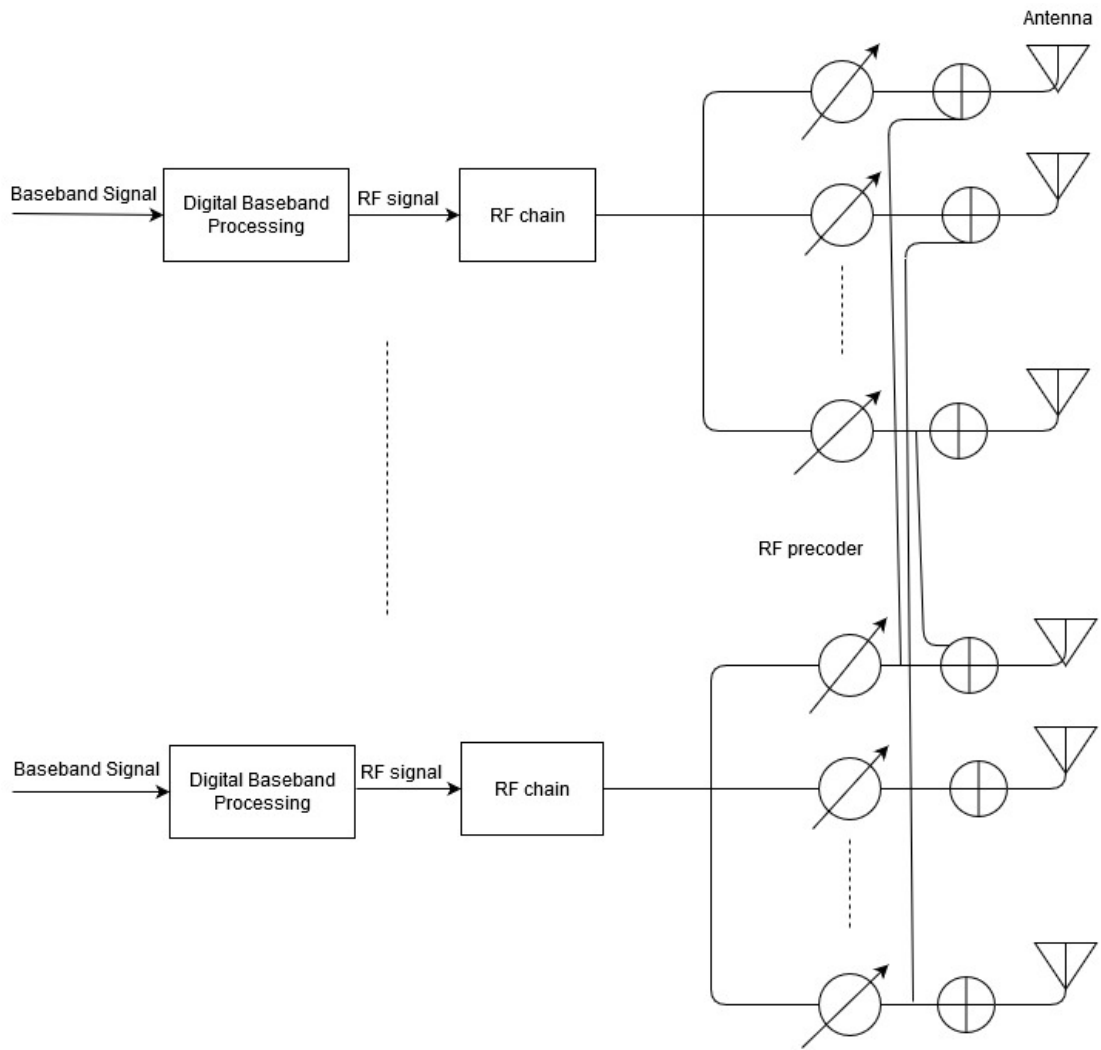 Antenna
Baseband Signal
Digital Baseband
Processing
RF signal
RF chain
RF precoder
Baseband Signal
Digital Baseband
Processing
RF signal
RF chain